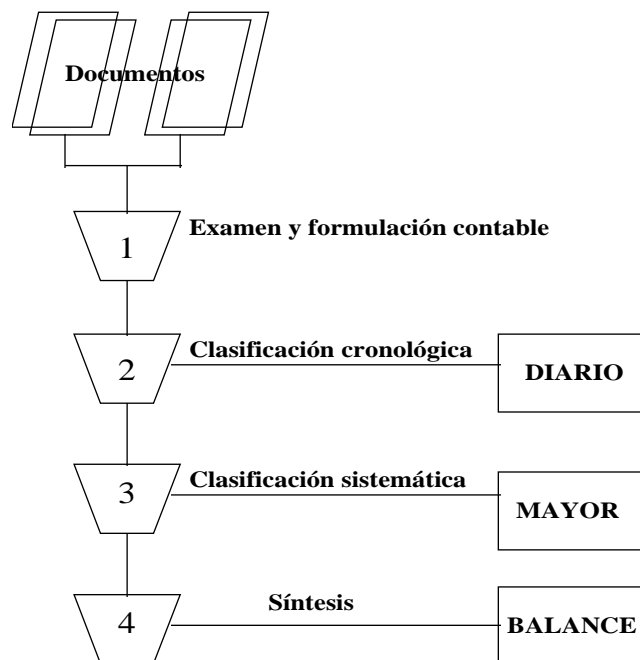 Documentos
Examen y formulación contable
1
Clasificación cronológica
2
DIARIO
Clasificación sistemática
3
MAYOR
Síntesis
4
BALANCE